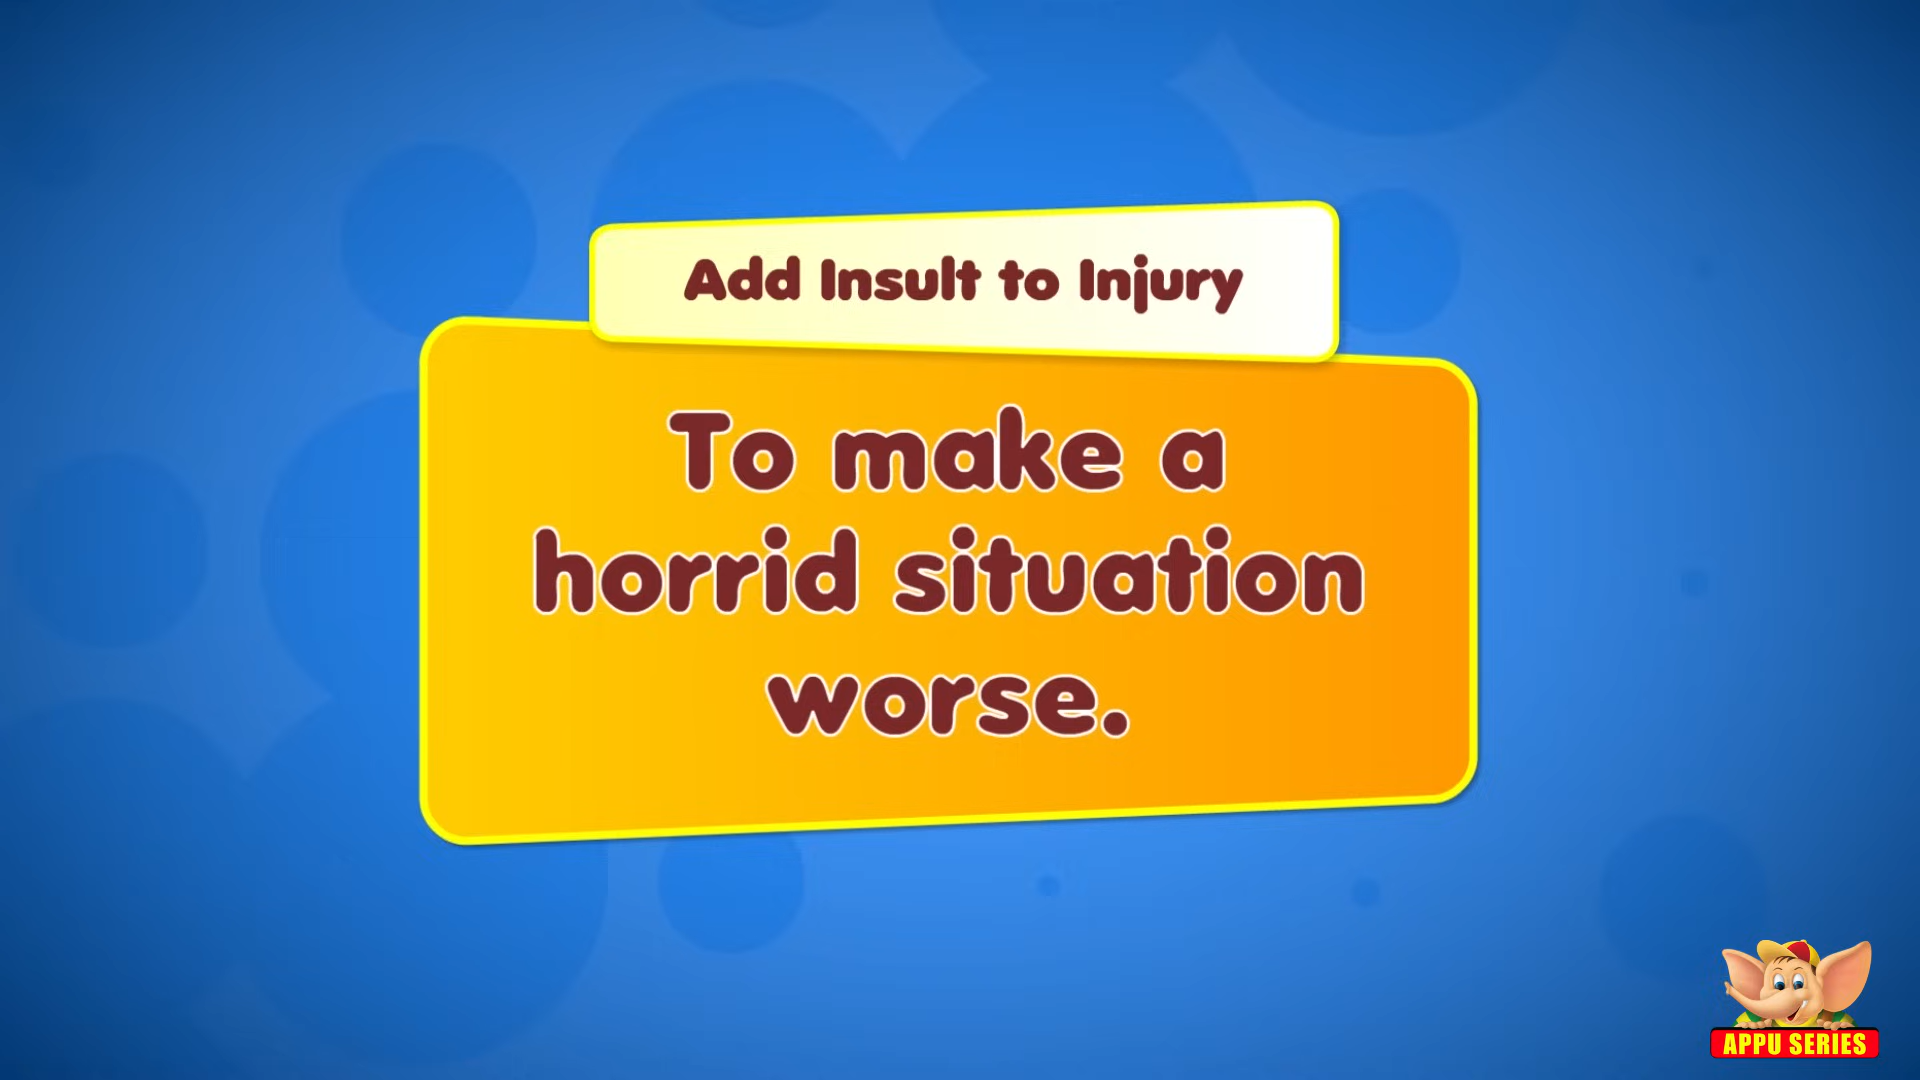 Add Insult to Injury
To make a
horrid situation
worse.
APPU SERIES